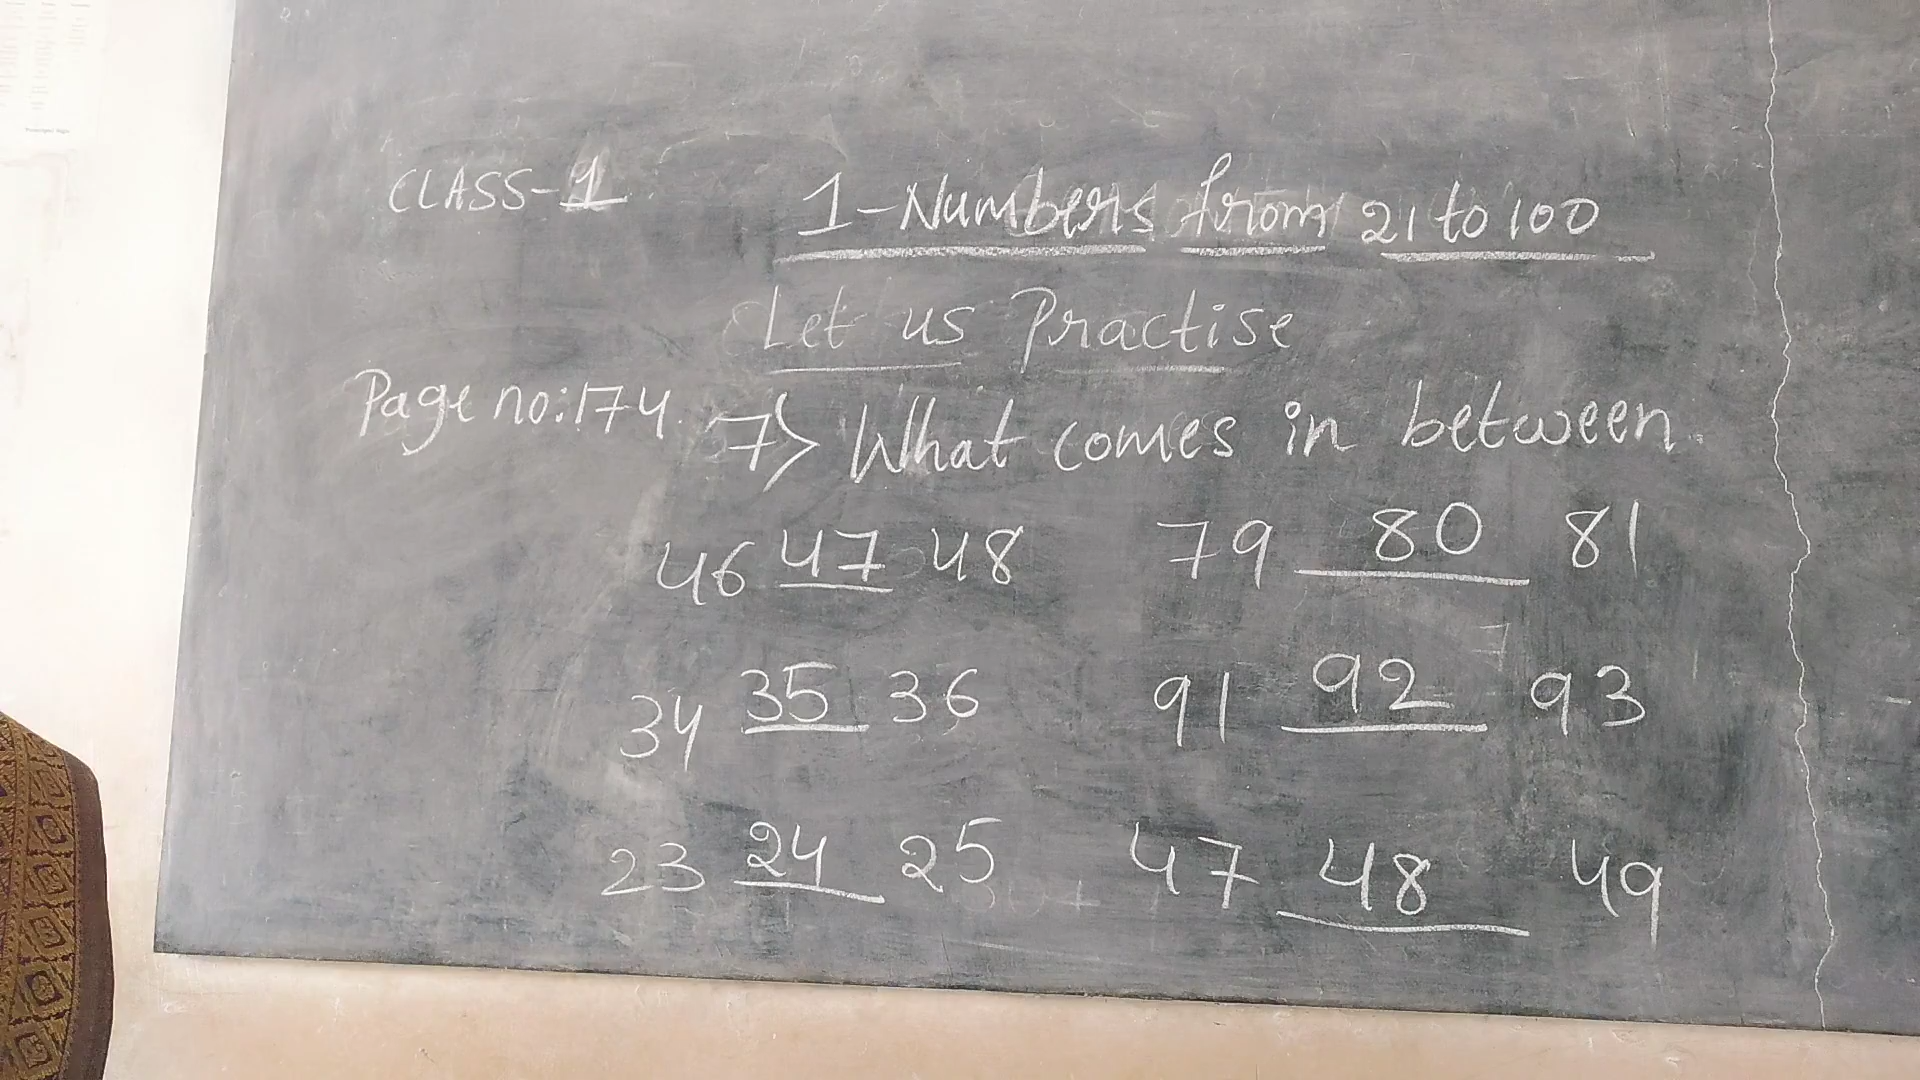 CLASS-1
1-Numbers from 21 to 100
Let us Practise
Page no:174.
7> What comes in between
46 47 48 79 80 81
34 35 36 91 92 93
23 24 25 47 48 49